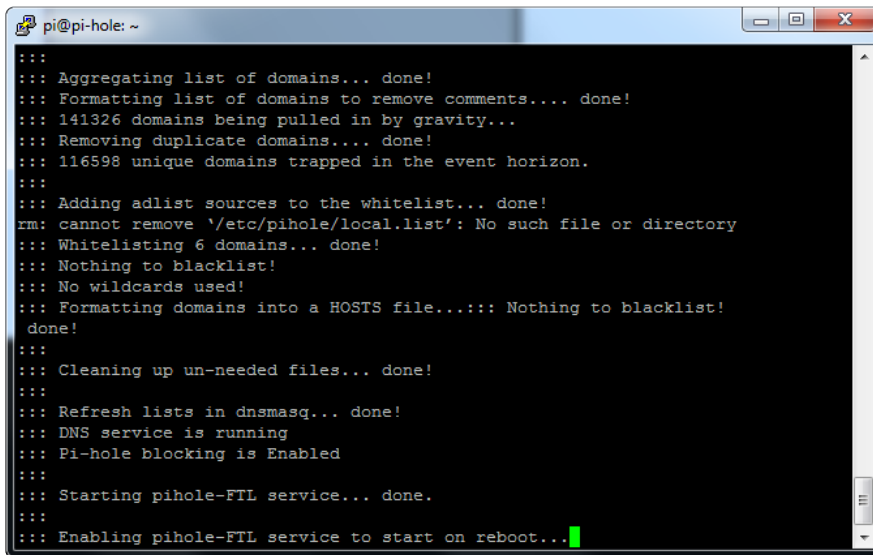 pi@pi-hole: ~
:::
::: Aggregating list of domains... done!
::: Formatting list of domains to remove comments.... done!
::: 141326 domains being pulled in by gravity...
::: Removing duplicate domains.... done!
::: 116598 unique domains trapped in the event horizon.
:::
::: Adding adlist sources to the whitelist... done!
rm: cannot remove ‘/etc/pihole/local.list’: No such file or directory
::: Whitelisting 6 domains... done!
::: Nothing to blacklist!
::: No wildcards used!
::: Formatting domains into a HOSTS file...::: Nothing to blacklist!
 done!
:::
::: Cleaning up un-needed files... done!
:::
::: Refresh lists in dnsmasq... done!
::: DNS service is running
::: Pi-hole blocking is Enabled
:::
::: Starting pihole-FTL service... done.
:::
::: Enabling pihole-FTL service to start on reboot...